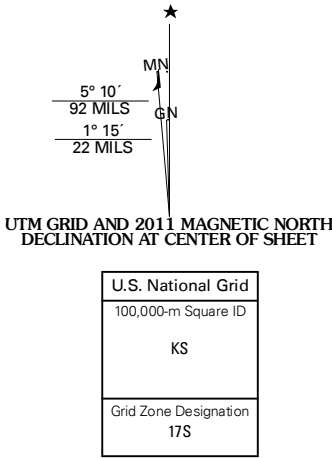 MN
5° 10´
92 MILS
GN
1° 15´
22 MILS
UTM GRID AND 2011 MAGNETIC NORTH
DECLINATION AT CENTER OF SHEET
U.S. National Grid
100,000-m Square ID
KS
Grid Zone Designation
17S